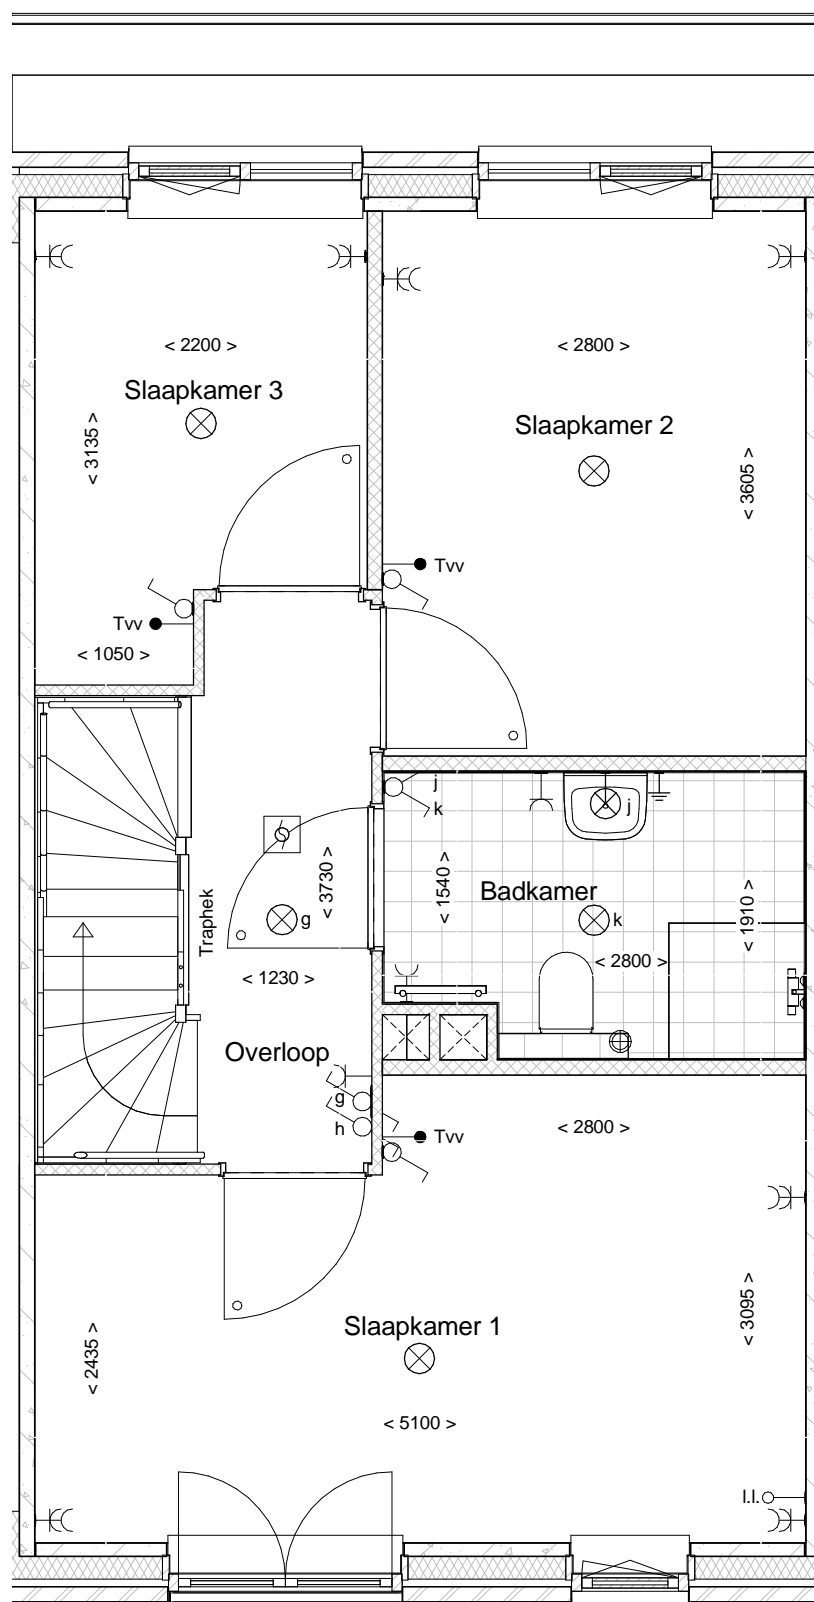 < 2200 >
< 2800 >
Slaapkamer 3
Slaapkamer 2
< 3135 >
< 3605 >
Tvv
Tvv
< 1050 >
j
k
j
< 3730 >
< 1540 >
Badkamer
< 1910 >
Traphek
g
k
< 2800 >
< 1230 >
Overloop
g
h
Tvv
< 2800 >
Slaapkamer 1
< 3095 >
< 2435 >
< 5100 >
l.l.